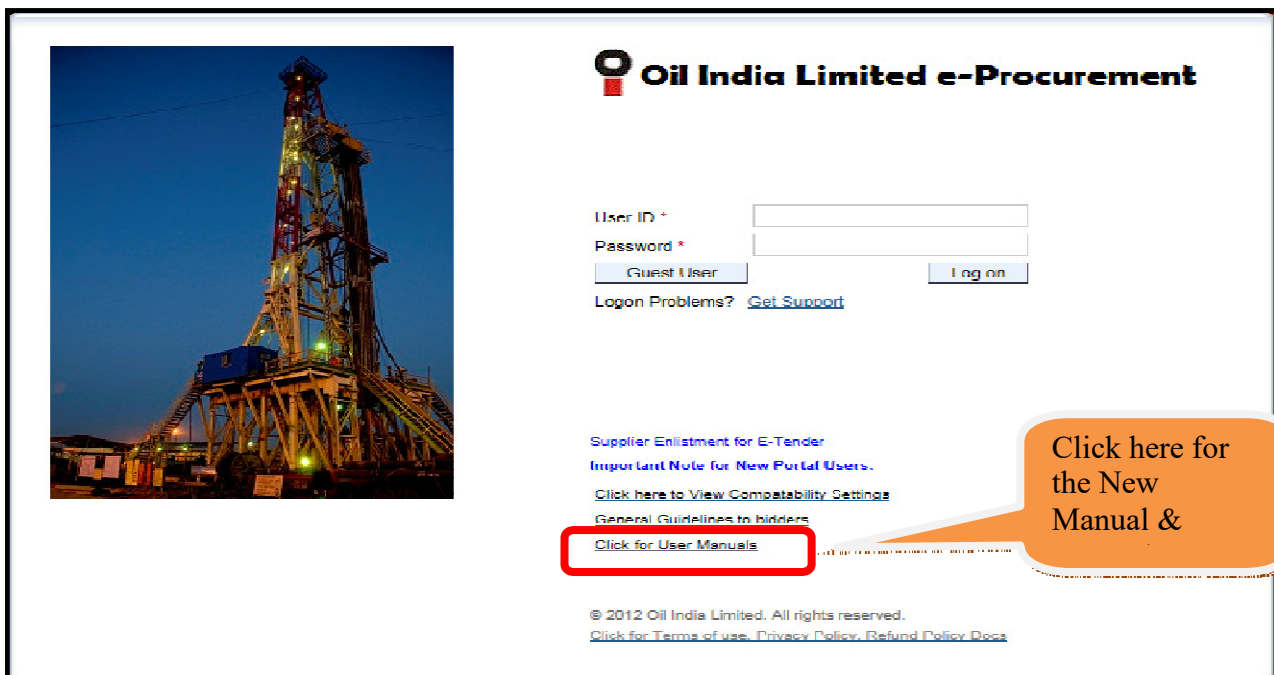 Oil India Limited e-Procurement
User ID *
Password *
Guest User
Log on
Logon Problems? Get Support
Supplier Enlistment for E-Tender
Important Note for New Portal Users.
Click here to View Compatability Settings
General Guidelines to bidders
Click for User Manuals
Click here for
the New
Manual &
© 2012 Oil India Limited. All rights reserved.
Click for Terms of use, Privacy Policy, Refund Policy Docs